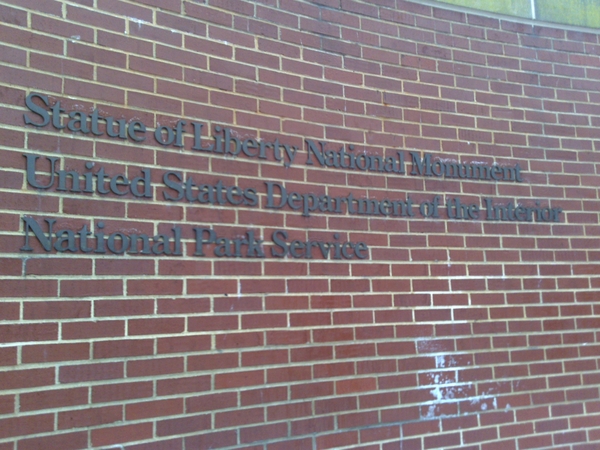 Statue of Liberty National Monument
United States Department of the Interior
National Park Service